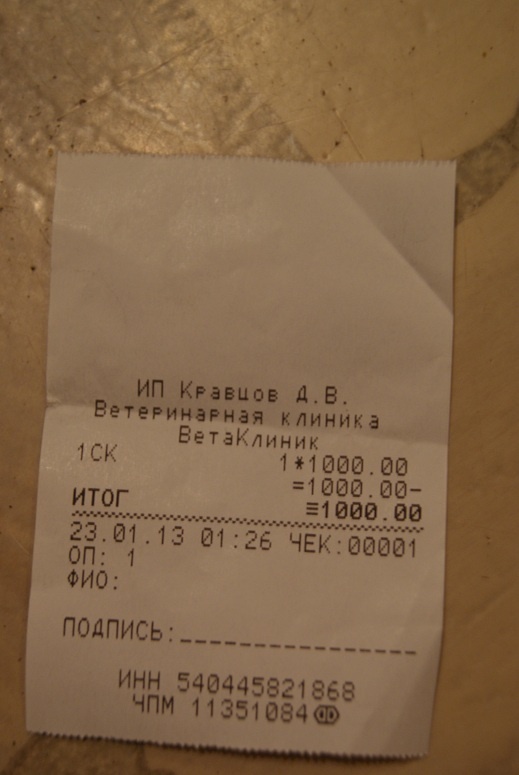 ИП Кравцов Д.В.
Ветеринарная клиника
ВетаКлиник
1СК 1*1000.00
=1000.00-
ИТОГ ≡1000.00
23.01.13 01:26 ЧЕК:00001
ОП: 1
ФИО:
ПОДПИСЬ:
ИНН 540445821868
ЧПМ 11351084